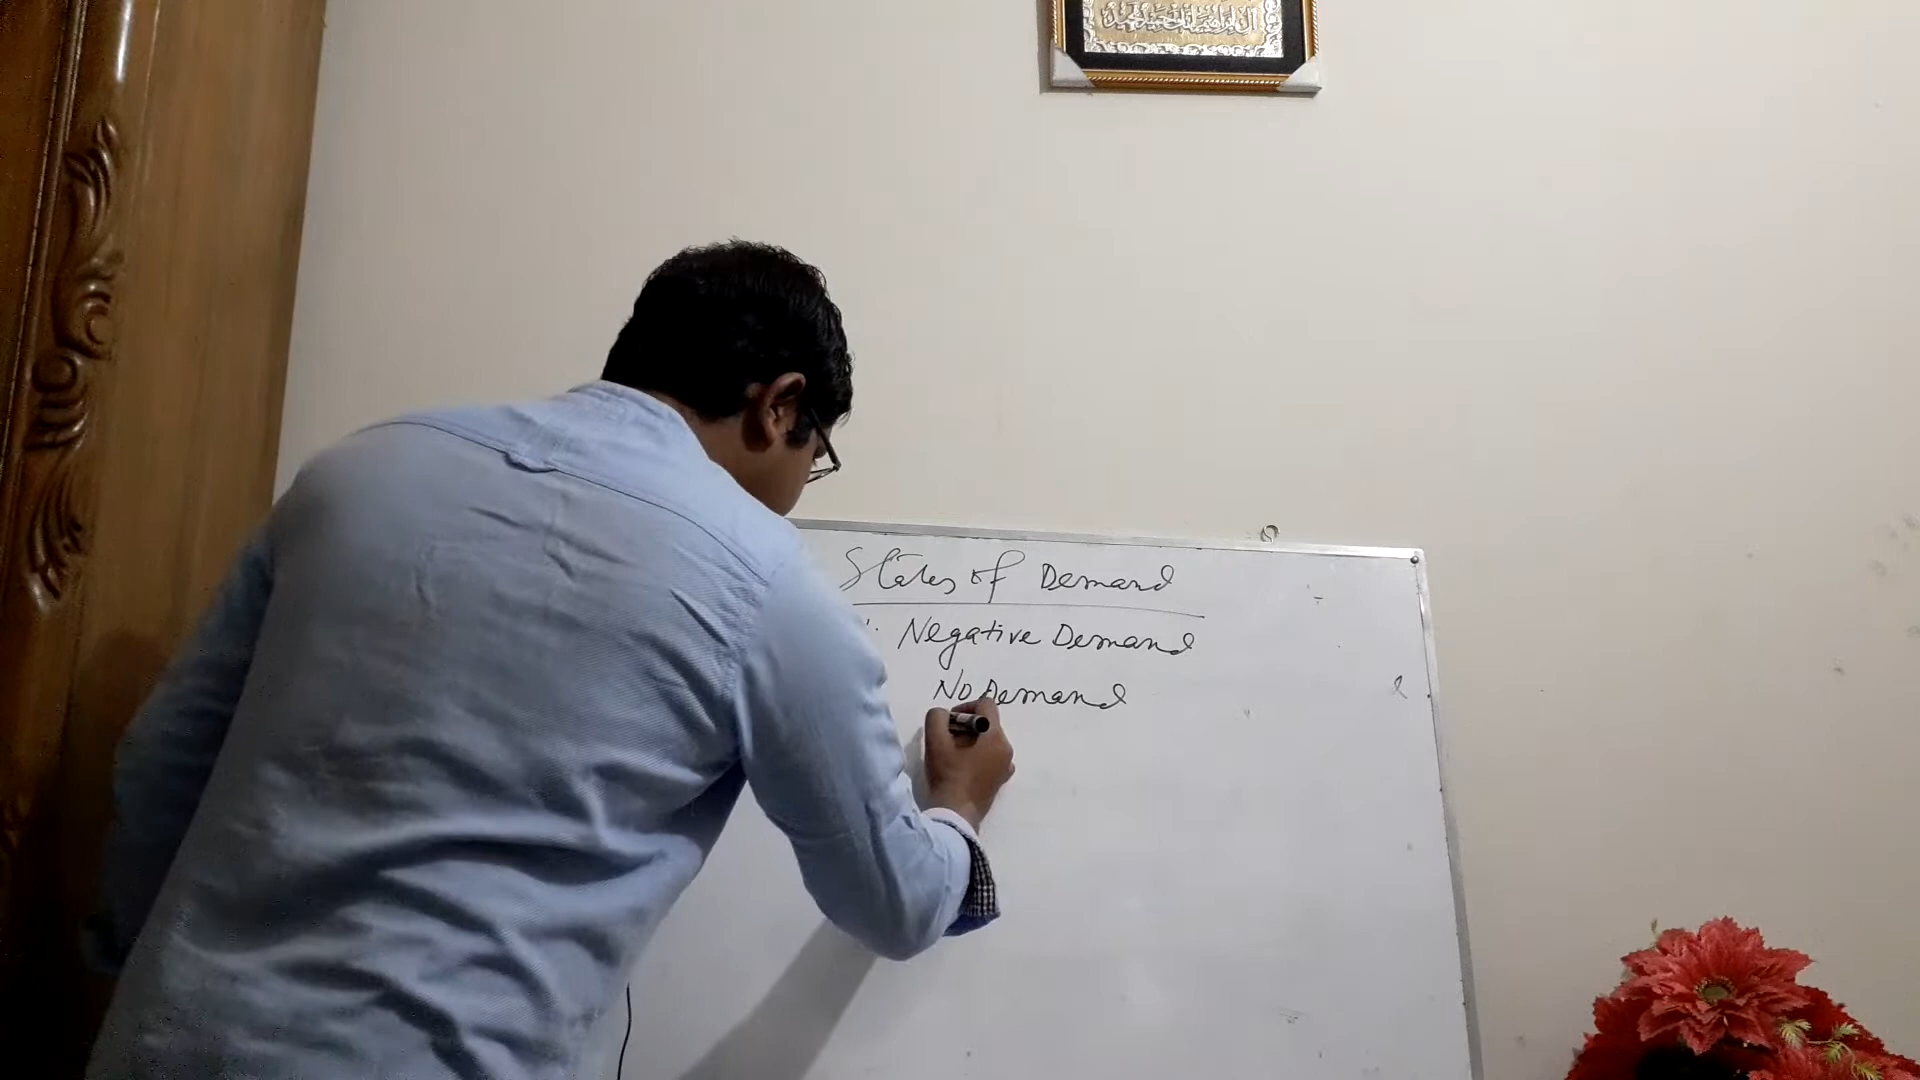 States of Demand
1. Negative Demand
No Demand